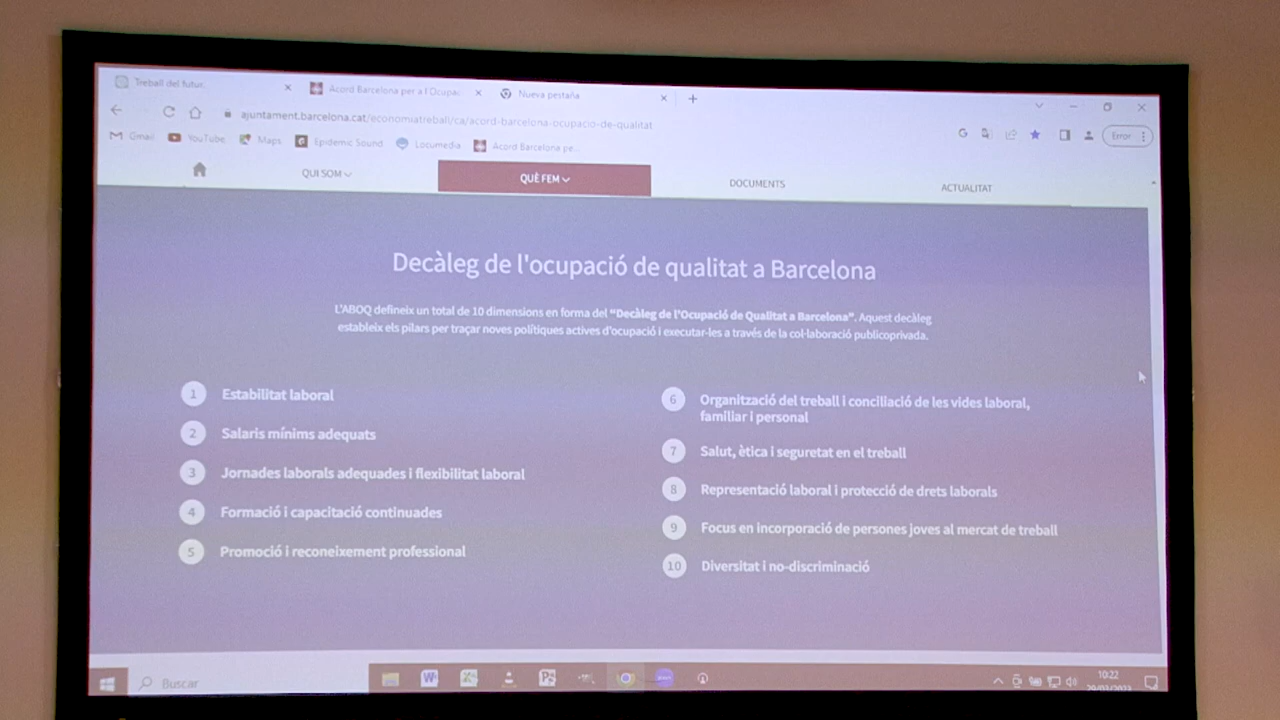 Treball del futur
Acord Barcelona per a l Ocupac
Nueva pestaña
ajuntament.barcelona.cat/economiatreball/ca/acord-barcelona-ocupacio-de-qualitat
Gmail
YouTube
Maps
Epidemic Sound
Locumedia
Acord Barcelona pe...
Error
QUI SOM
QUÈ FEM
DOCUMENTS
ACTUALITAT
Decàleg de l'ocupació de qualitat a Barcelona
L'ABOQ defineix un total de 10 dimensions en forma del "Decàleg de l'Ocupació de Qualitat a Barcelona". Aquest decàleg
estableix els pilars per traçar noves polítiques actives d'ocupació i executar-les a través de la col·laboració publicoprivada.
1 Estabilitat laboral
2 Salaris mínims adequats
3 Jornades laborals adequades i flexibilitat laboral
4 Formació i capacitació continuades
5 Promoció i reconeixement professional
6 Organització del treball i conciliació de les vides laboral,
familiar i personal
7 Salut, ètica i seguretat en el treball
8 Representació laboral i protecció de drets laborals
9 Focus en incorporació de persones joves al mercat de treball
10 Diversitat i no-discriminació
Buscar
10:22